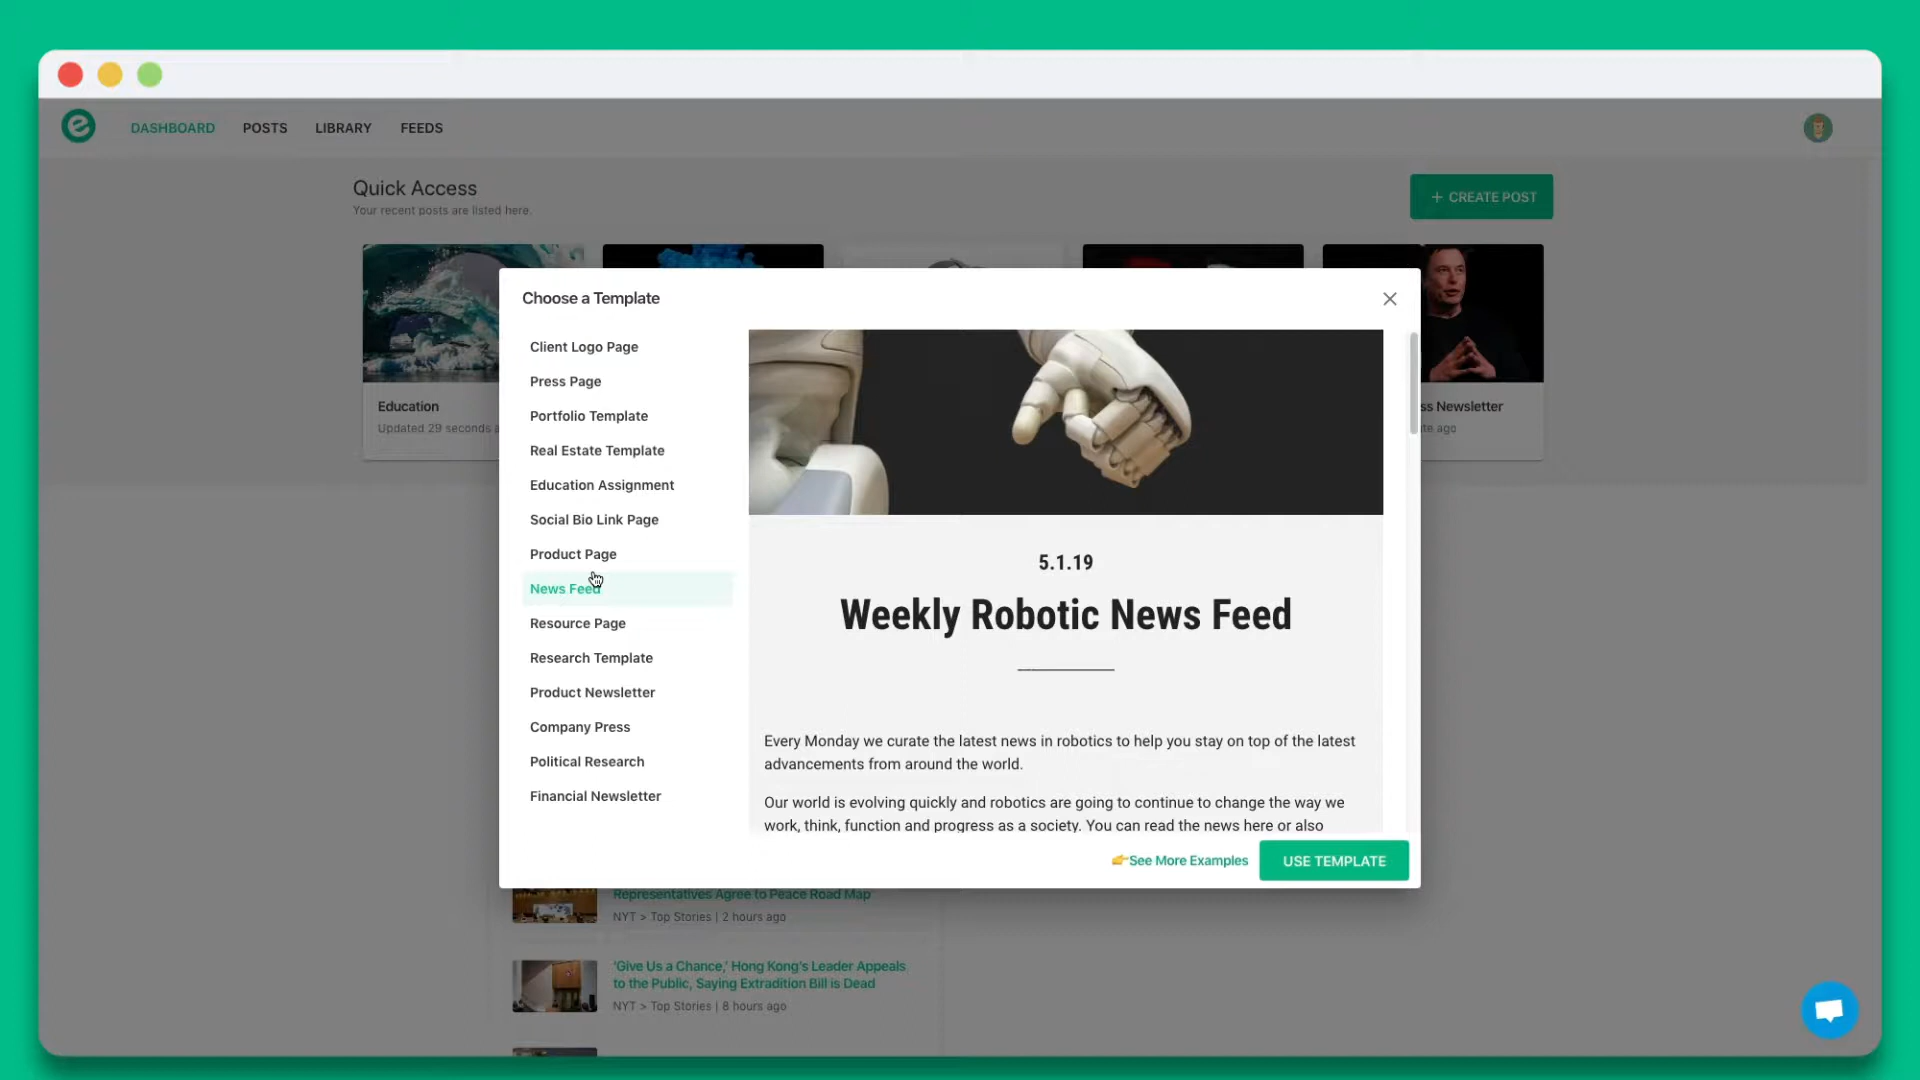 DASHBOARD POSTS LIBRARY FEEDS
Quick Access
Your recent posts are listed here.
+ CREATE POST
Choose a Template
Client Logo Page
Press Page
Portfolio Template
Real Estate Template
Education Assignment
Social Bio Link Page
Product Page
News Feed
Resource Page
Research Template
Product Newsletter
Company Press
Political Research
Financial Newsletter
5.1.19
Weekly Robotic News Feed
Every Monday we curate the latest news in robotics to help you stay on top of the latest
advancements from around the world.
Our world is evolving quickly and robotics are going to continue to change the way we
work, think, function and progress as a society. You can read the news here or also
See More Examples
USE TEMPLATE
Education
Updated 29 seconds
Newsletter
ago
Representatives Agree to Peace Road Map
NYT > Top Stories | 2 hours ago
'Give Us a Chance,' Hong Kong's Leader Appeals
to the Public, Saying Extradition Bill is Dead
NYT > Top Stories | 8 hours ago